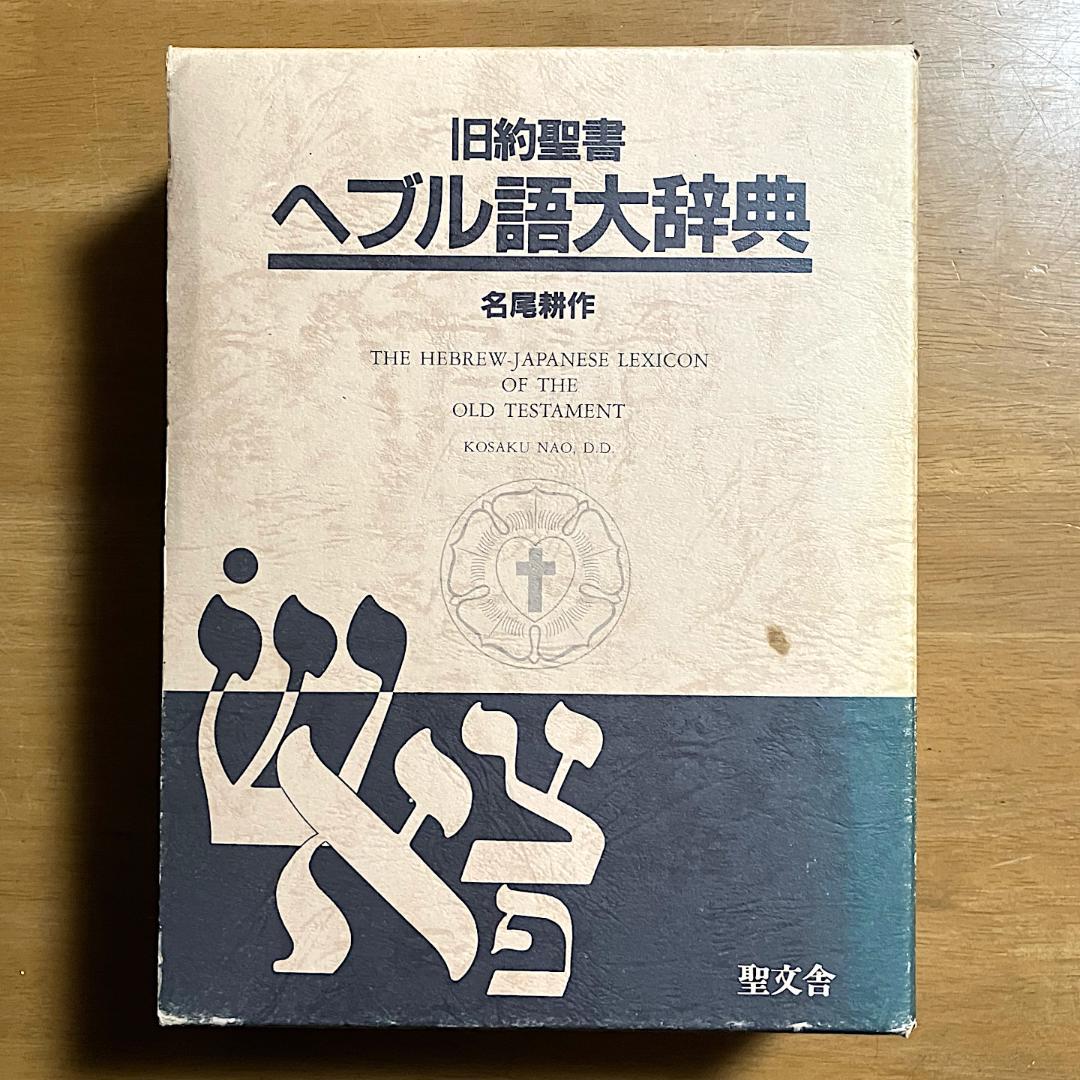 旧約聖書
ヘブル語大辞典
名尾耕作
THE HEBREW-JAPANESE LEXICON
OF THE
OLD TESTAMENT
KOSAKU NAO, D.D.
שׂ
א
צ
פ
聖文舎